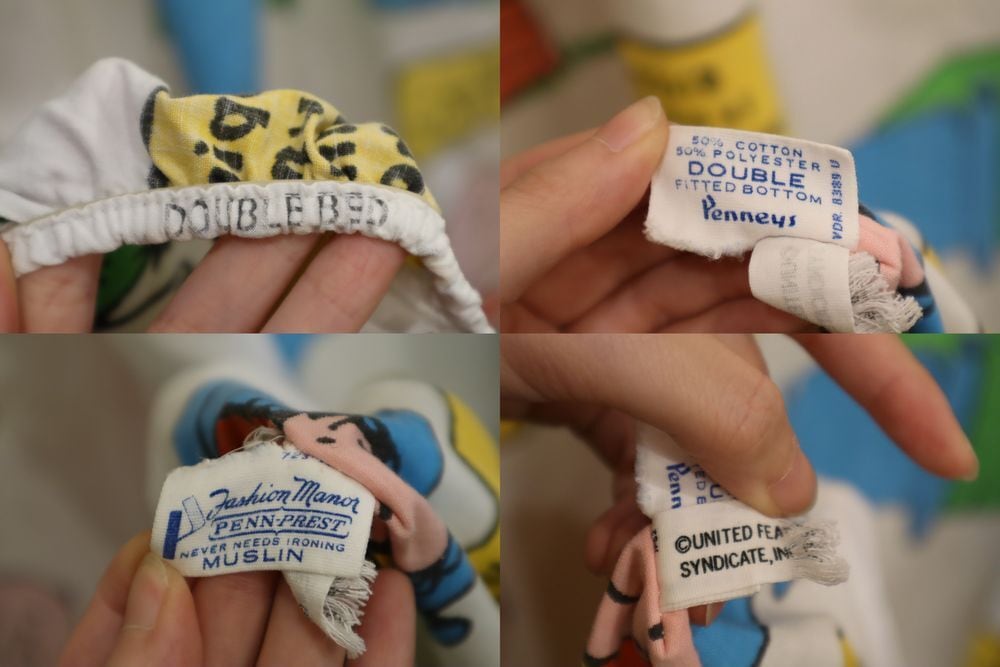 DOUBLE BED
50% COTTON
50% POLYESTER
DOUBLE
FITTED BOTTOM
Penneys
VDR. 8389 U
Fashion Manor
PENN-PREST
NEVER NEEDS IRONING
MUSLIN
Penn
©UNITED FEA
SYNDICATE, IN